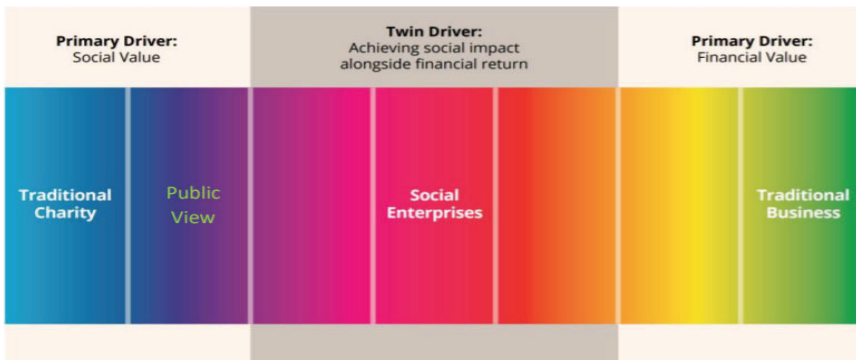 Primary Driver:
Social Value
Twin Driver:
Achieving social impact
alongside financial return
Primary Driver:
Financial Value
Traditional
Charity
Public
View
Social
Enterprises
Traditional
Business